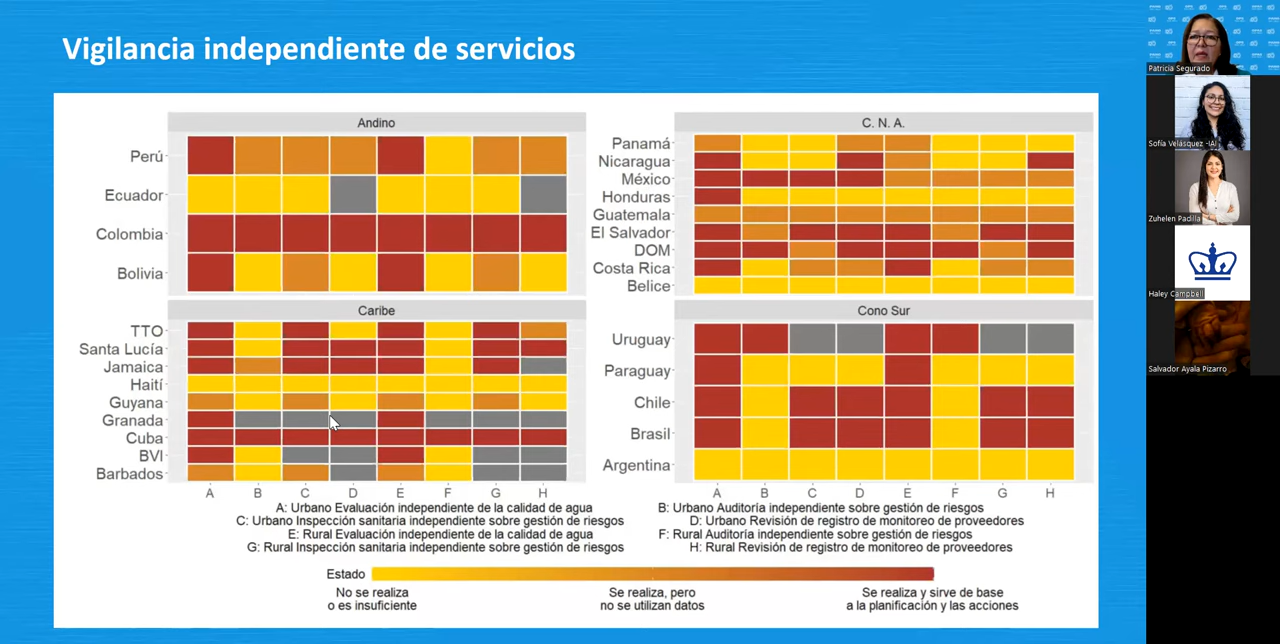 Vigilancia independiente de servicios
Andino
Perú
Ecuador
Colombia
Bolivia
C. N. A.
Panamá
Nicaragua
México
Honduras
Guatemala
El Salvador
DOM
Costa Rica
Belice
Caribe
TTO
Santa Lucía
Jamaica
Haití
Guyana
Granada
Cuba
BVI
Barbados
A B C D E F G H
Cono Sur
Uruguay
Paraguay
Chile
Brasil
Argentina
A B C D E F G H
A: Urbano Evaluación independiente de la calidad de agua
B: Urbano Auditoría independiente sobre gestión de riesgos
C: Urbano Inspección sanitaria independiente sobre gestión de riesgos
D: Urbano Revisión de registro de monitoreo de proveedores
E: Rural Evaluación independiente de la calidad de agua
F: Rural Auditoría independiente sobre gestión de riesgos
G: Rural Inspección sanitaria independiente sobre gestión de riesgos
H: Rural Revisión de registro de monitoreo de proveedores
Estado
No se realiza
o es insuficiente
Se realiza, pero
no se utilizan datos
Se realiza y sirve de base
a la planificación y las acciones
Patricia Segurado
Sofía Velásquez -IAI
Zuhelen Padilla
Haley Campbell
Salvador Ayala Pizarro